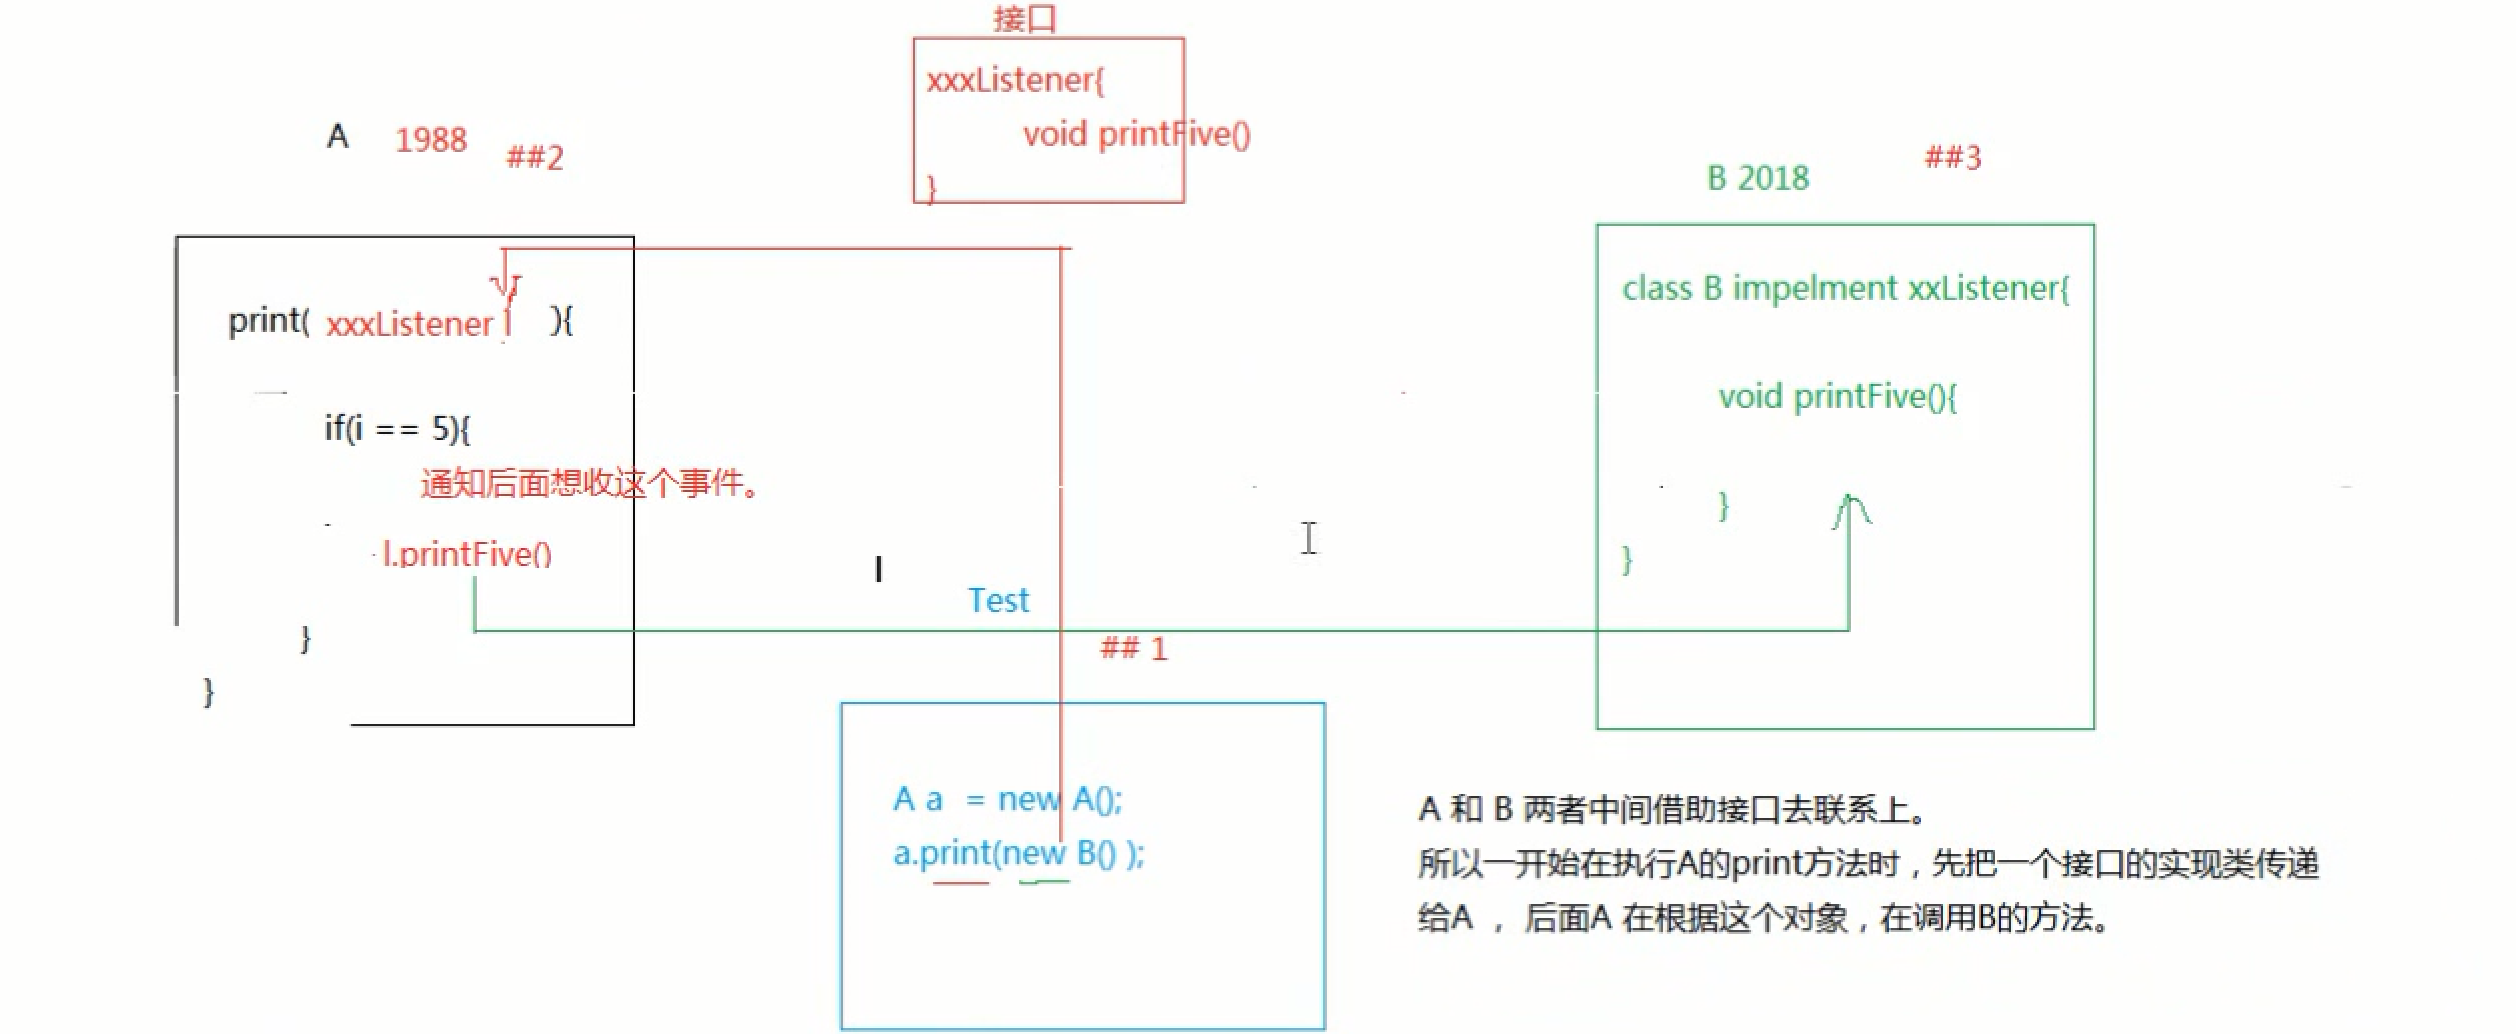 接口
xxxListener{
void printFive()
}
A 1988 ##2
print( xxxListener l ){
if(i == 5){
通知后面想收这个事件。
l.printFive()
}
}
B 2018 ##3
class B impelment xxListener{
void printFive(){
}
}
Test
## 1
A a = new A();
a.print(new B() );
A 和 B 两者中间借助接口去联系上。
所以一开始在执行A的print方法时，先把一个接口的实现类传递
给A ， 后面A 在根据这个对象，在调用B的方法。